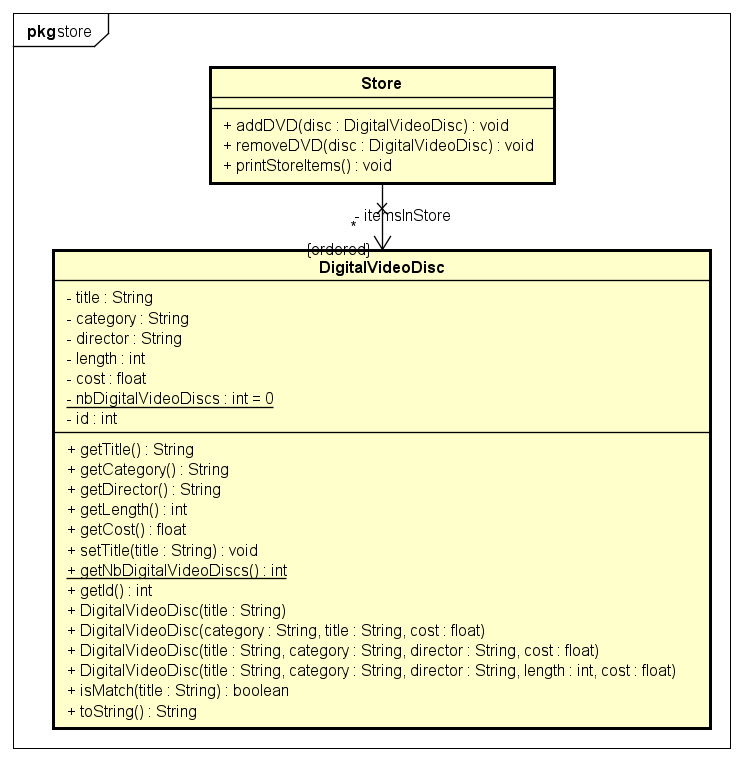 pkg store
Store
+ addDVD(disc : DigitalVideoDisc) : void
+ removeDVD(disc : DigitalVideoDisc) : void
+ printStoreItems() : void
- itemsInStore
*
{ordered}
DigitalVideoDisc
- title : String
- category : String
- director : String
- length : int
- cost : float
- nbDigitalVideoDiscs : int = 0
- id : int
+ getTitle() : String
+ getCategory() : String
+ getDirector() : String
+ getLength() : int
+ getCost() : float
+ setTitle(title : String) : void
+ getNbDigitalVideoDiscs() : int
+ getId() : int
+ DigitalVideoDisc(title : String)
+ DigitalVideoDisc(category : String, title : String, cost : float)
+ DigitalVideoDisc(title : String, category : String, director : String, cost : float)
+ DigitalVideoDisc(title : String, category : String, director : String, length : int, cost : float)
+ isMatch(title : String) : boolean
+ toString() : String